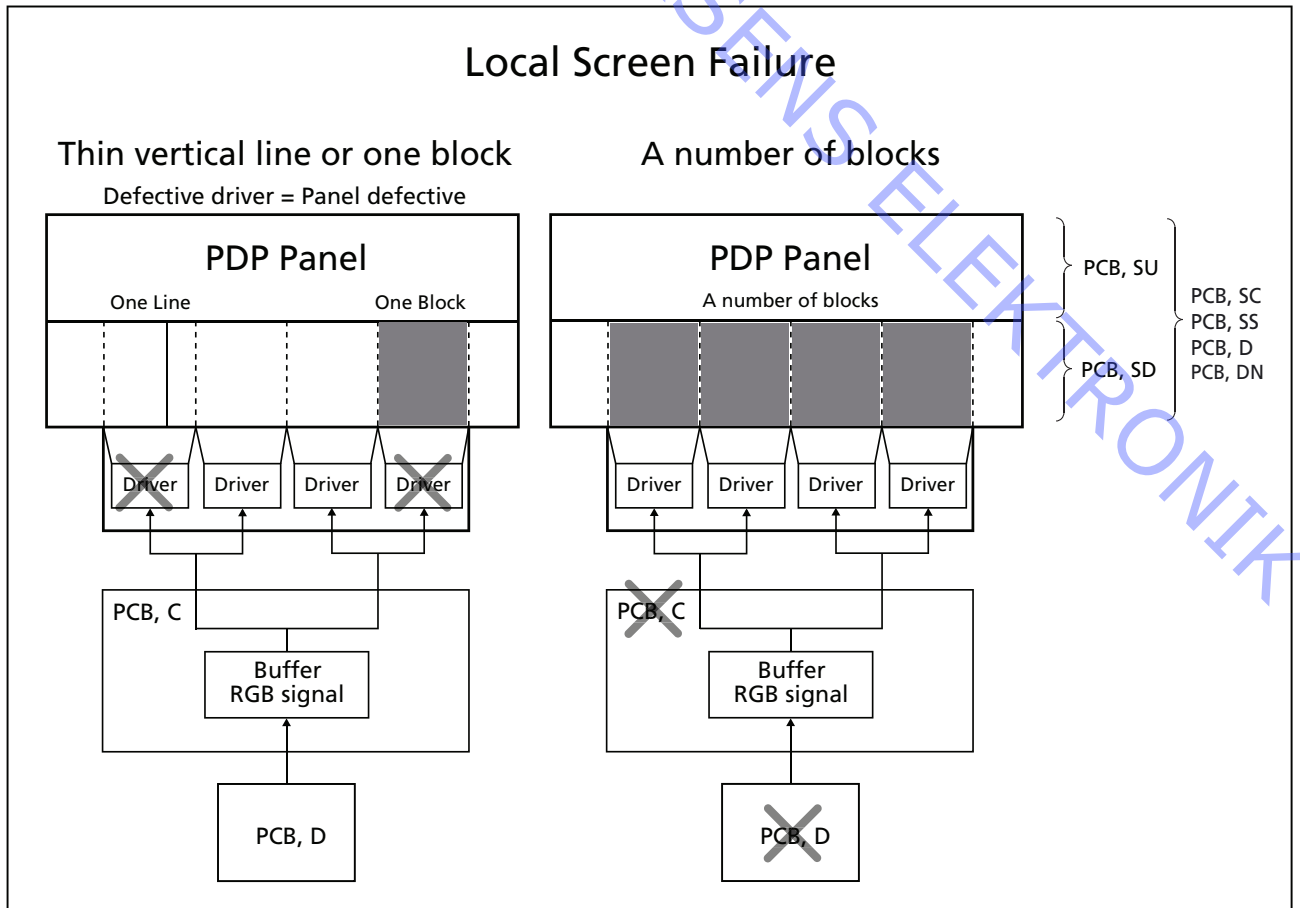 Local Screen Failure
Thin vertical line or one block
Defective driver = Panel defective
PDP Panel
One Line
One Block
Driver
Driver
Driver
Driver
PCB, C
Buffer
RGB signal
PCB, D
A number of blocks
PDP Panel
A number of blocks
Driver
Driver
Driver
Driver
PCB, C
Buffer
RGB signal
PCB, D
PCB, SU
PCB, SD
PCB, SC
PCB, SS
PCB, D
PCB, DN
SENS ELEKTRONIK